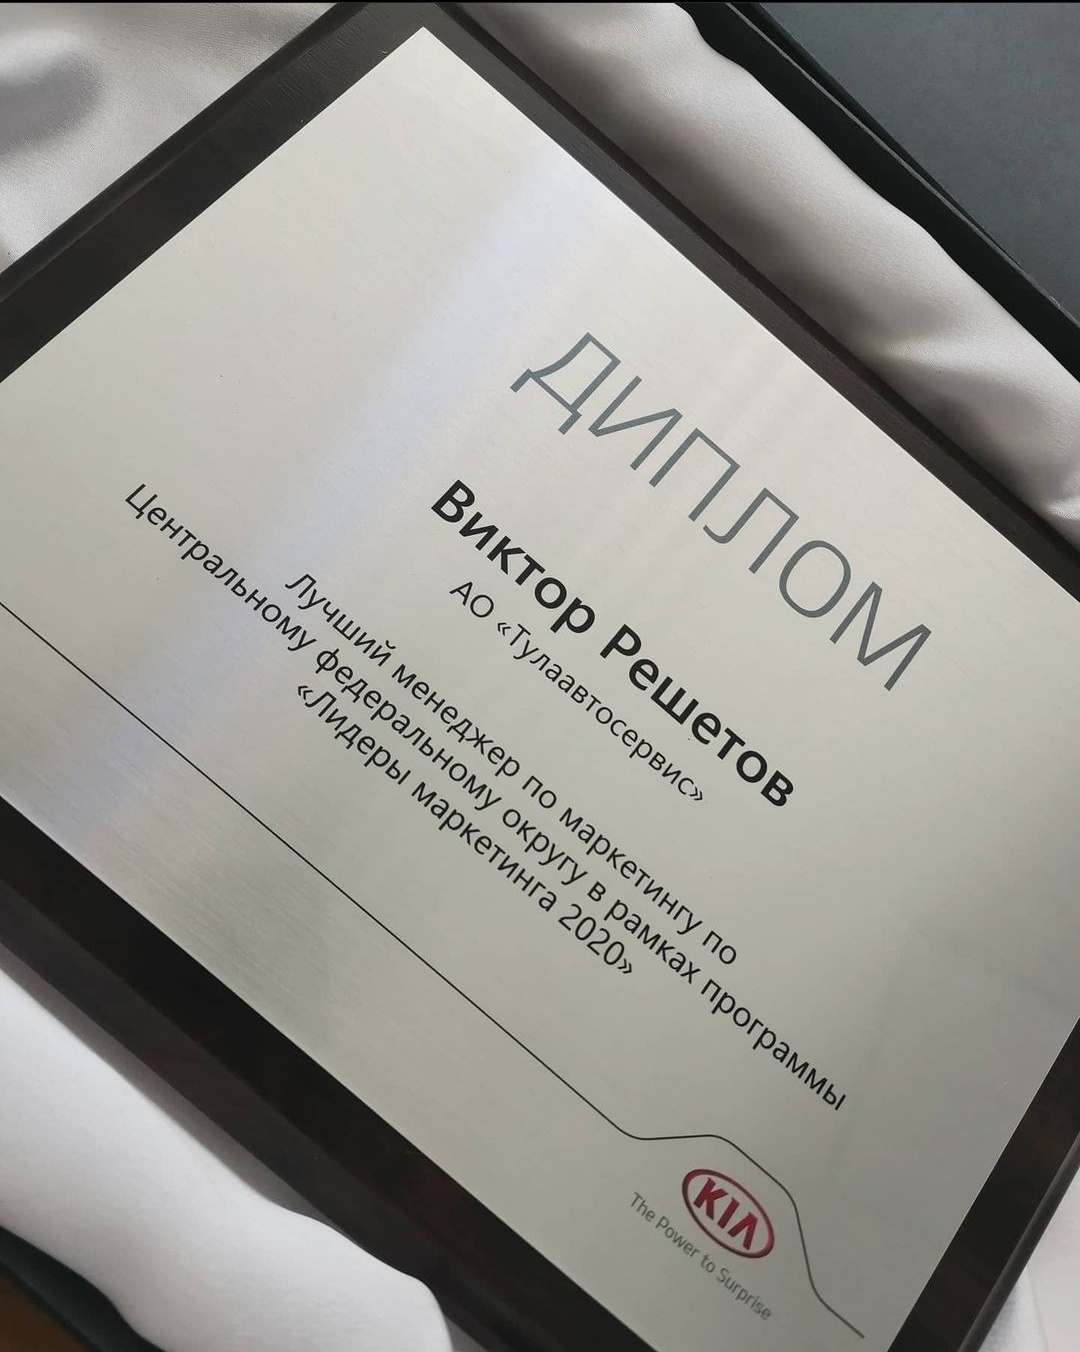 ДИПЛОМ
Виктор Решетов
АО «Тулаавтосервис»
Лучший менеджер по маркетингу по
Центральному федеральному округу в рамках программы
«Лидеры маркетинга 2020»
KIA
The Power to Surprise